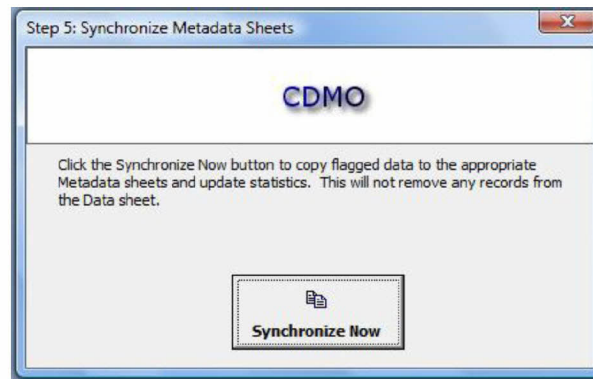 Step 5: Synchronize Metadata Sheets
CDMO
Click the Synchronize Now button to copy flagged data to the appropriate
Metadata sheets and update statistics. This will not remove any records from
the Data sheet.
Synchronize Now